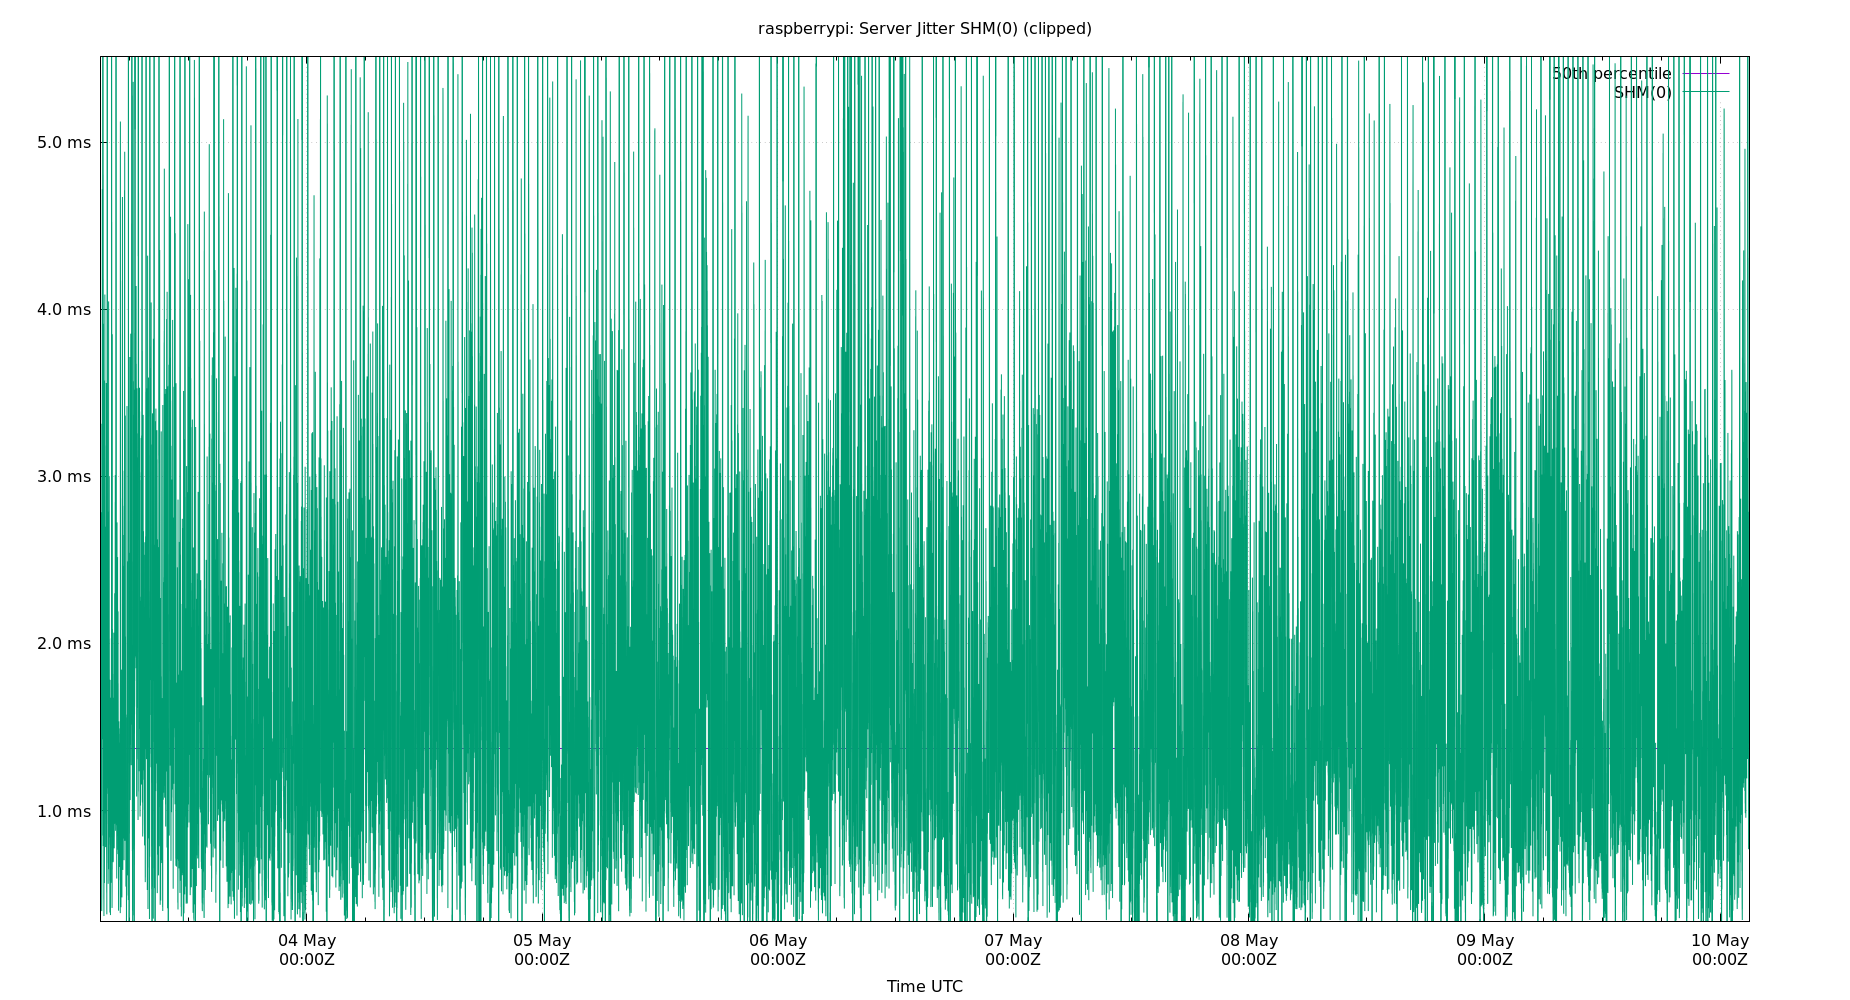 raspberrypi: Server Jitter SHM(0) (clipped)
50th percentile
SHM(0)
5.0 ms
4.0 ms
3.0 ms
2.0 ms
1.0 ms
04 May 05 May 06 May 07 May 08 May 09 May 10 May
00:00Z 00:00Z 00:00Z 00:00Z 00:00Z 00:00Z 00:00Z
Time UTC